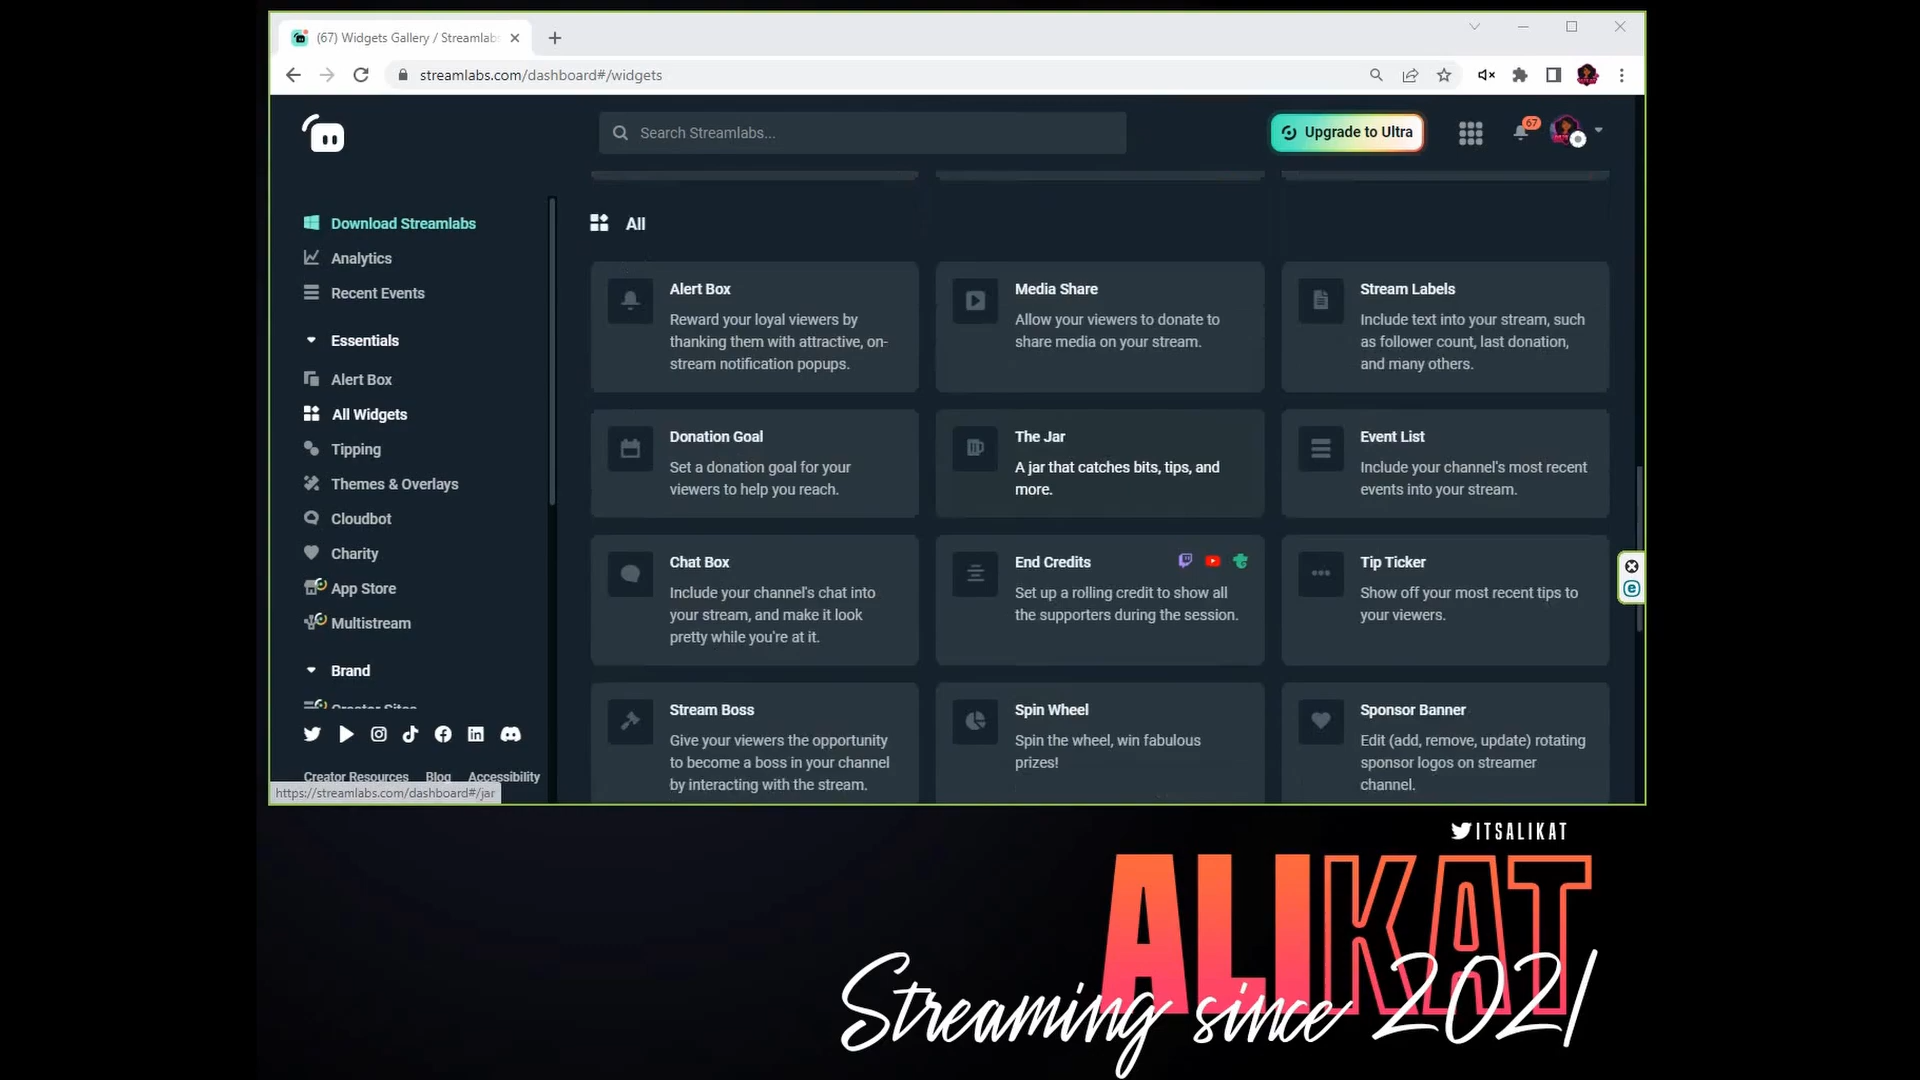 (67) Widgets Gallery / Streamlabs
streamlabs.com/dashboard#/widgets
Search Streamlabs...
Upgrade to Ultra
67
Download Streamlabs
Analytics
Recent Events
Essentials
Alert Box
All Widgets
Tipping
Themes & Overlays
Cloudbot
Charity
App Store
Multistream
Brand
Creator Sites
Creator Resources Blog Accessibility
https://streamlabs.com/dashboard#/jar
All
Alert Box
Reward your loyal viewers by
thanking them with attractive, on-
stream notification popups.
Media Share
Allow your viewers to donate to
share media on your stream.
Stream Labels
Include text into your stream, such
as follower count, last donation,
and many others.
Donation Goal
Set a donation goal for your
viewers to help you reach.
The Jar
A jar that catches bits, tips, and
more.
Event List
Include your channel's most recent
events into your stream.
Chat Box
Include your channel's chat into
your stream, and make it look
pretty while you're at it.
End Credits
Set up a rolling credit to show all
the supporters during the session.
Tip Ticker
Show off your most recent tips to
your viewers.
Stream Boss
Give your viewers the opportunity
to become a boss in your channel
by interacting with the stream.
Spin Wheel
Spin the wheel, win fabulous
prizes!
Sponsor Banner
Edit (add, remove, update) rotating
sponsor logos on streamer
channel.
ITSALIKAT
ALIKAT
Streaming since 2021